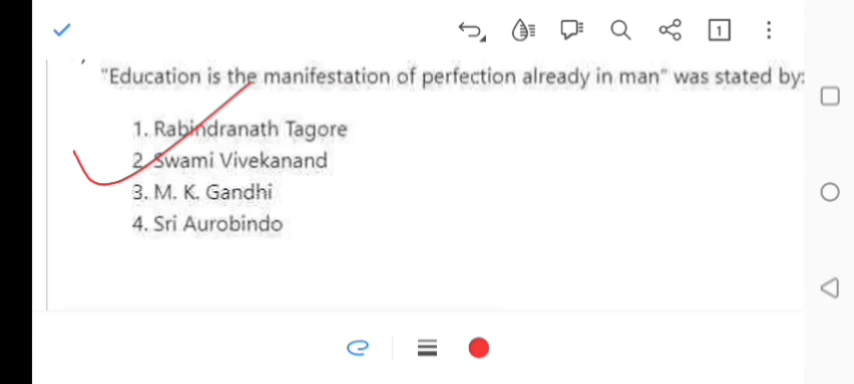 1
"Education is the manifestation of perfection already in man" was stated by:
1. Rabindranath Tagore
2. Swami Vivekanand
3. M. K. Gandhi
4. Sri Aurobindo